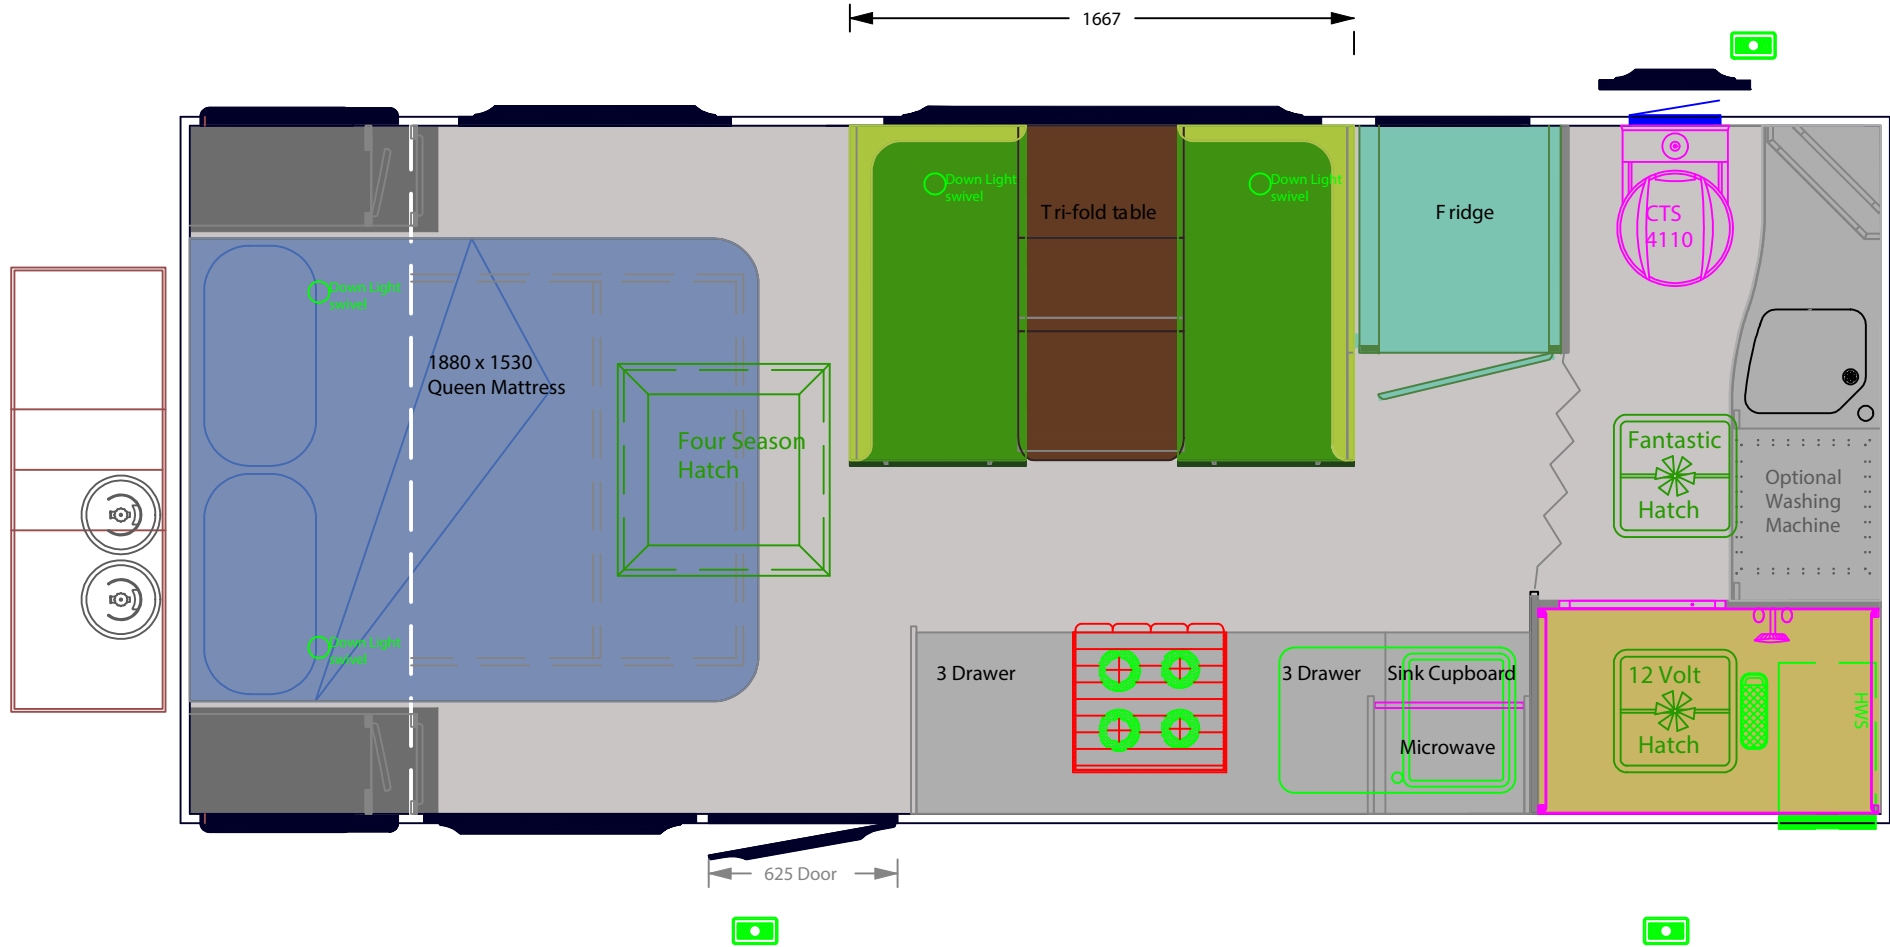 1667
Down Light
swivel
Down Light
swivel
Tri-fold table
Fridge
CTS
4110
Down Light
swivel
1880 x 1530
Queen Mattress
Four Season
Hatch
Fantastic
Hatch
Optional
Washing
Machine
Down Light
swivel
3 Drawer
3 Drawer
Sink Cupboard
Microwave
12 Volt
Hatch
HWS
625 Door